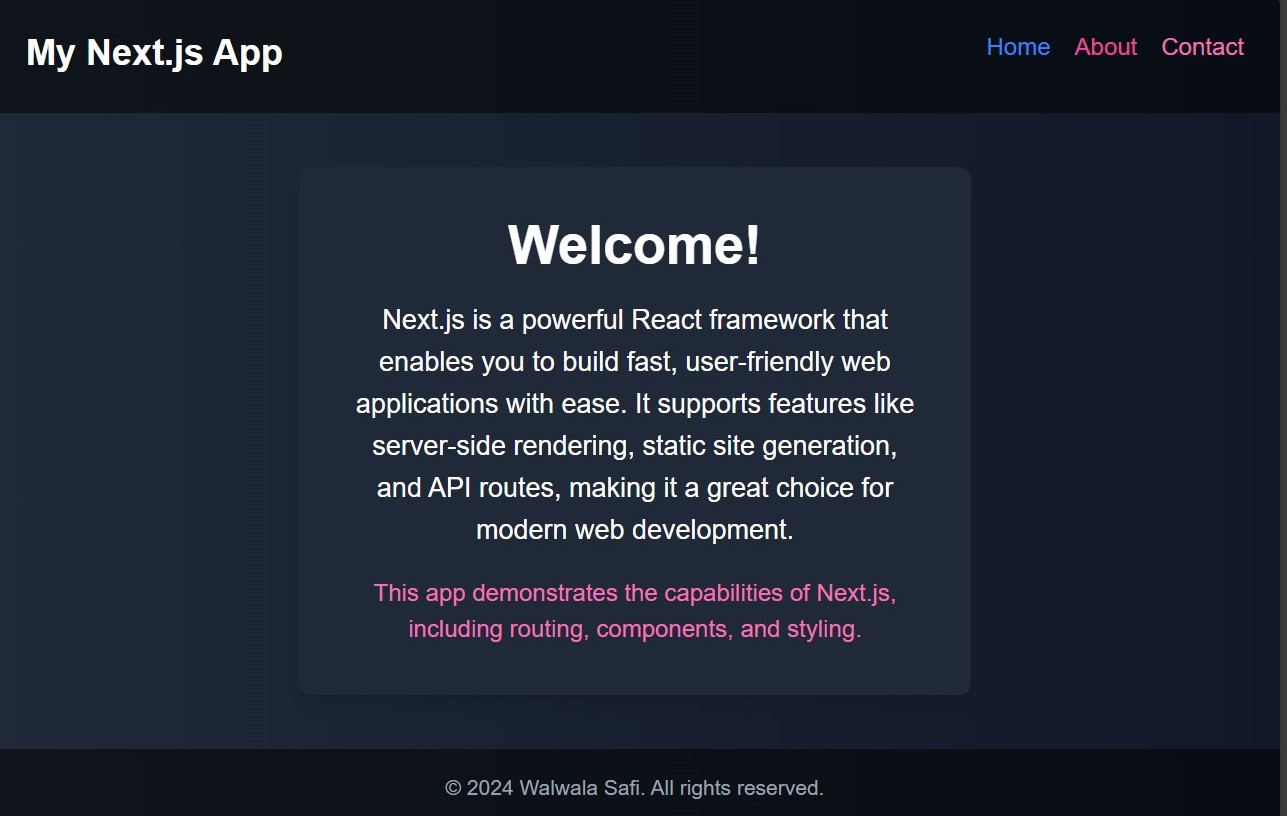 My Next.js App
Home About Contact
Welcome!
Next.js is a powerful React framework that
enables you to build fast, user-friendly web
applications with ease. It supports features like
server-side rendering, static site generation,
and API routes, making it a great choice for
modern web development.
This app demonstrates the capabilities of Next.js,
including routing, components, and styling.
© 2024 Walwala Safi. All rights reserved.